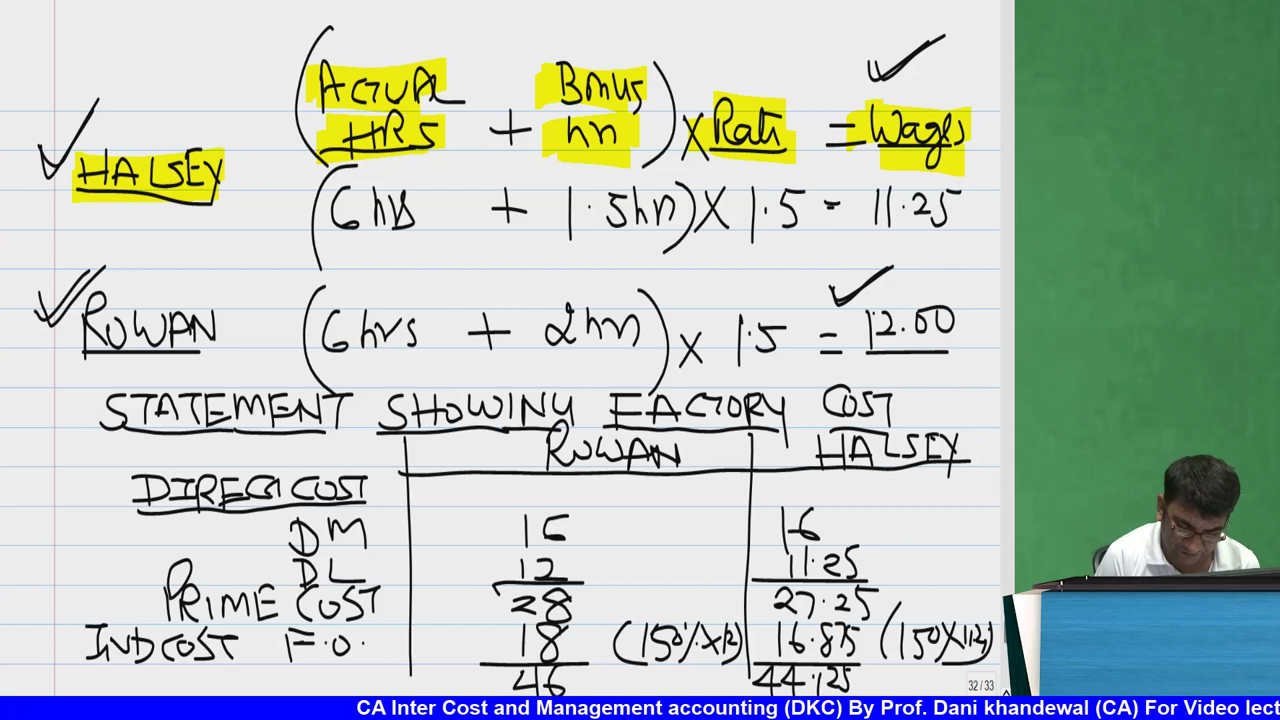 (ACTUAL HRS + Bonus hrs) X Rate = Wages
HALSEY
(6 hrs + 1.5 hrs) X 1.5 = 11.25
ROWAN (6 hrs + 2 hrs) X 1.5 = 12.00
STATEMENT SHOWING FACTORY COST
ROWAN HALSEY
DIRECT COST
DM 16 16
DL 12 11.25
PRIME COST 28 27.25
IND COST F.O. 18 (150% X 12) 16.875
46 44.125
32 / 33
CA Inter Cost and Management accounting (DKC) By Prof. Dani khandewal (CA) For Video lect